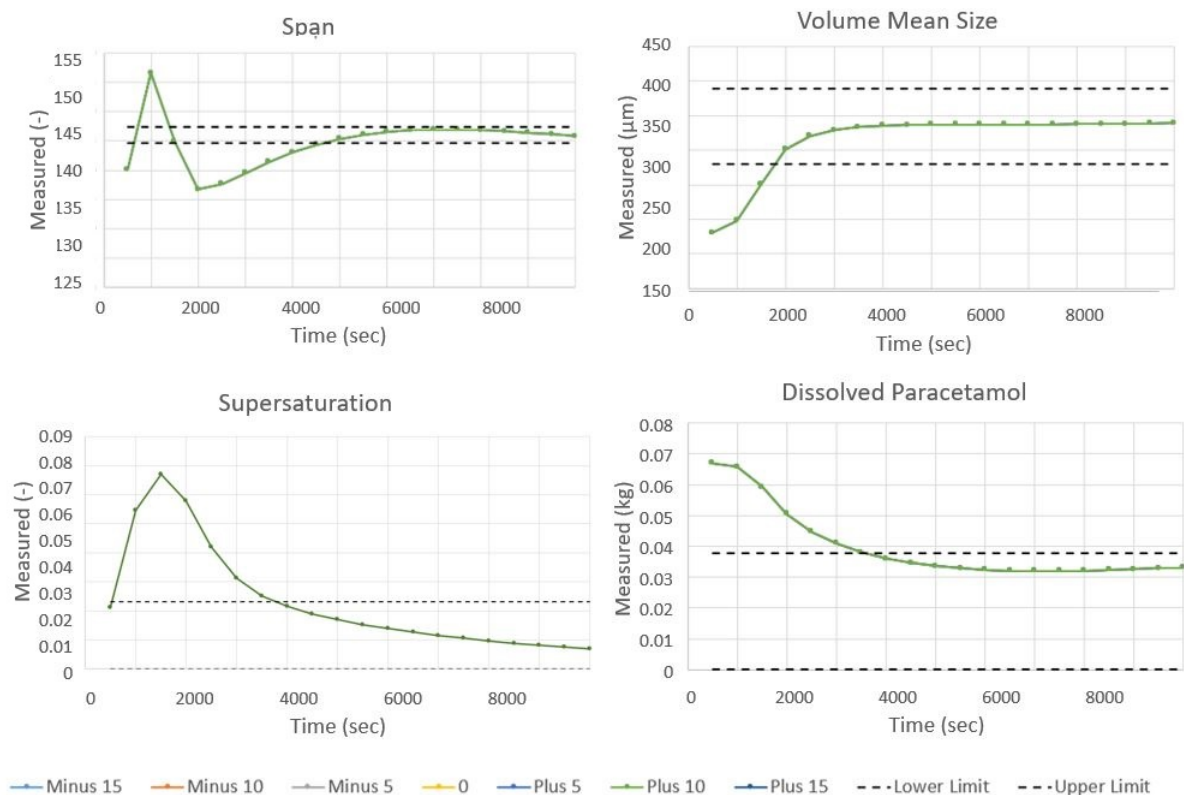 Span
155
150
145
140
135
130
125
Measured (-)
0 2000 4000 6000 8000
Time (sec)
Volume Mean Size
450
400
350
300
250
200
150
Measured (µm)
0 2000 4000 6000 8000
Time (sec)
Supersaturation
0.09
0.08
0.06
0.05
0.04
0.03
0.02
0.01
0
Measured (-)
0 2000 4000 6000 8000
Time (sec)
Dissolved Paracetamol
0.08
0.07
0.06
0.05
0.04
0.03
0.02
0.01
0
Measured (kg)
0 2000 4000 6000 8000
Time (sec)
Minus 15 Minus 10 Minus 5 0 Plus 5 Plus 10 Plus 15 Lower Limit Upper Limit